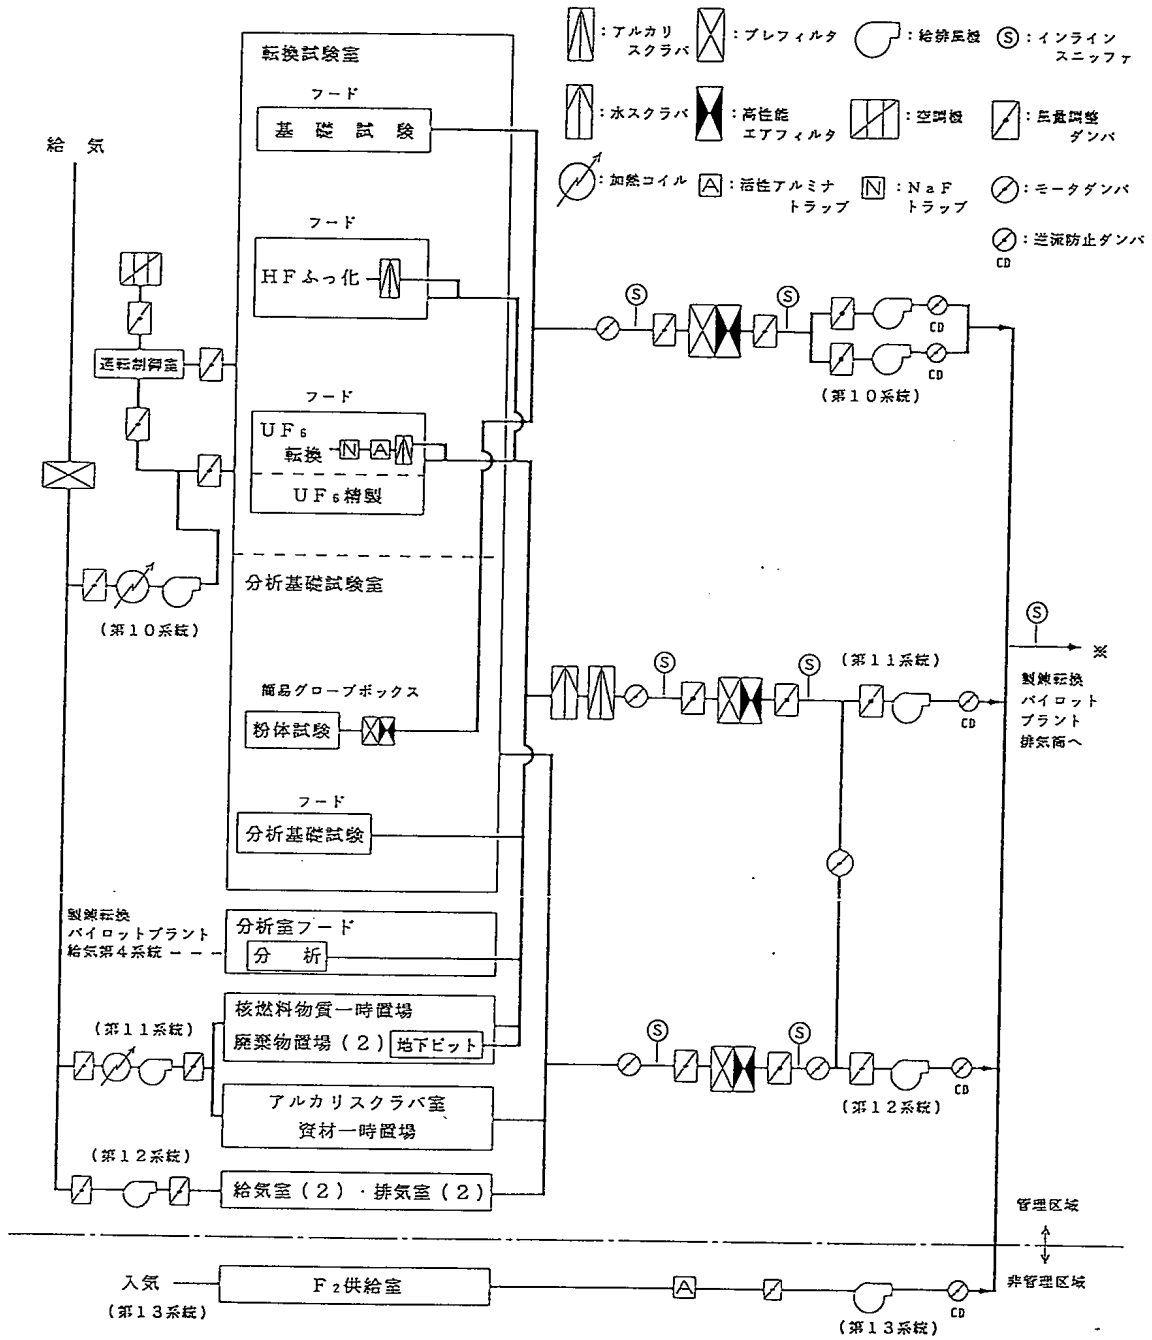 :アルカリ
スクラバ
:プレフィルタ
:給排風機
S
:インライン
スニッファ
:水スクラバ
:高性能
エアフィルタ
:空調機
:風量調整
ダンパ
:加熱コイル
A
:活性アルミナ
トラップ
N
:NaF
トラップ
:モータダンパ
:逆流防止ダンパ
CD
給 気
転換試験室
フード
基 礎 試 験
フード
HFふっ化
運転制御室
フード
UF₆
転換
N
A
UF₆精製
分析基礎試験室
(第10系統)
簡易グローブボックス
粉体試験
フード
分析基礎試験
製錬転換
パイロットプラント
給気第4系統
分析室フード
分 析
(第11系統)
核燃料物質一時置場
廃棄物置場(2)
地下ピット
アルカリスクラバ室
資材一時置場
(第12系統)
給気室(2)・排気室(2)
入気
(第13系統)
F₂供給室
S
S
CD
CD
(第10系統)
S
※
製錬転換
パイロット
プラント
排気筒へ
S
S
(第11系統)
CD
S
S
(第12系統)
CD
管理区域
非管理区域
A
CD
(第13系統)